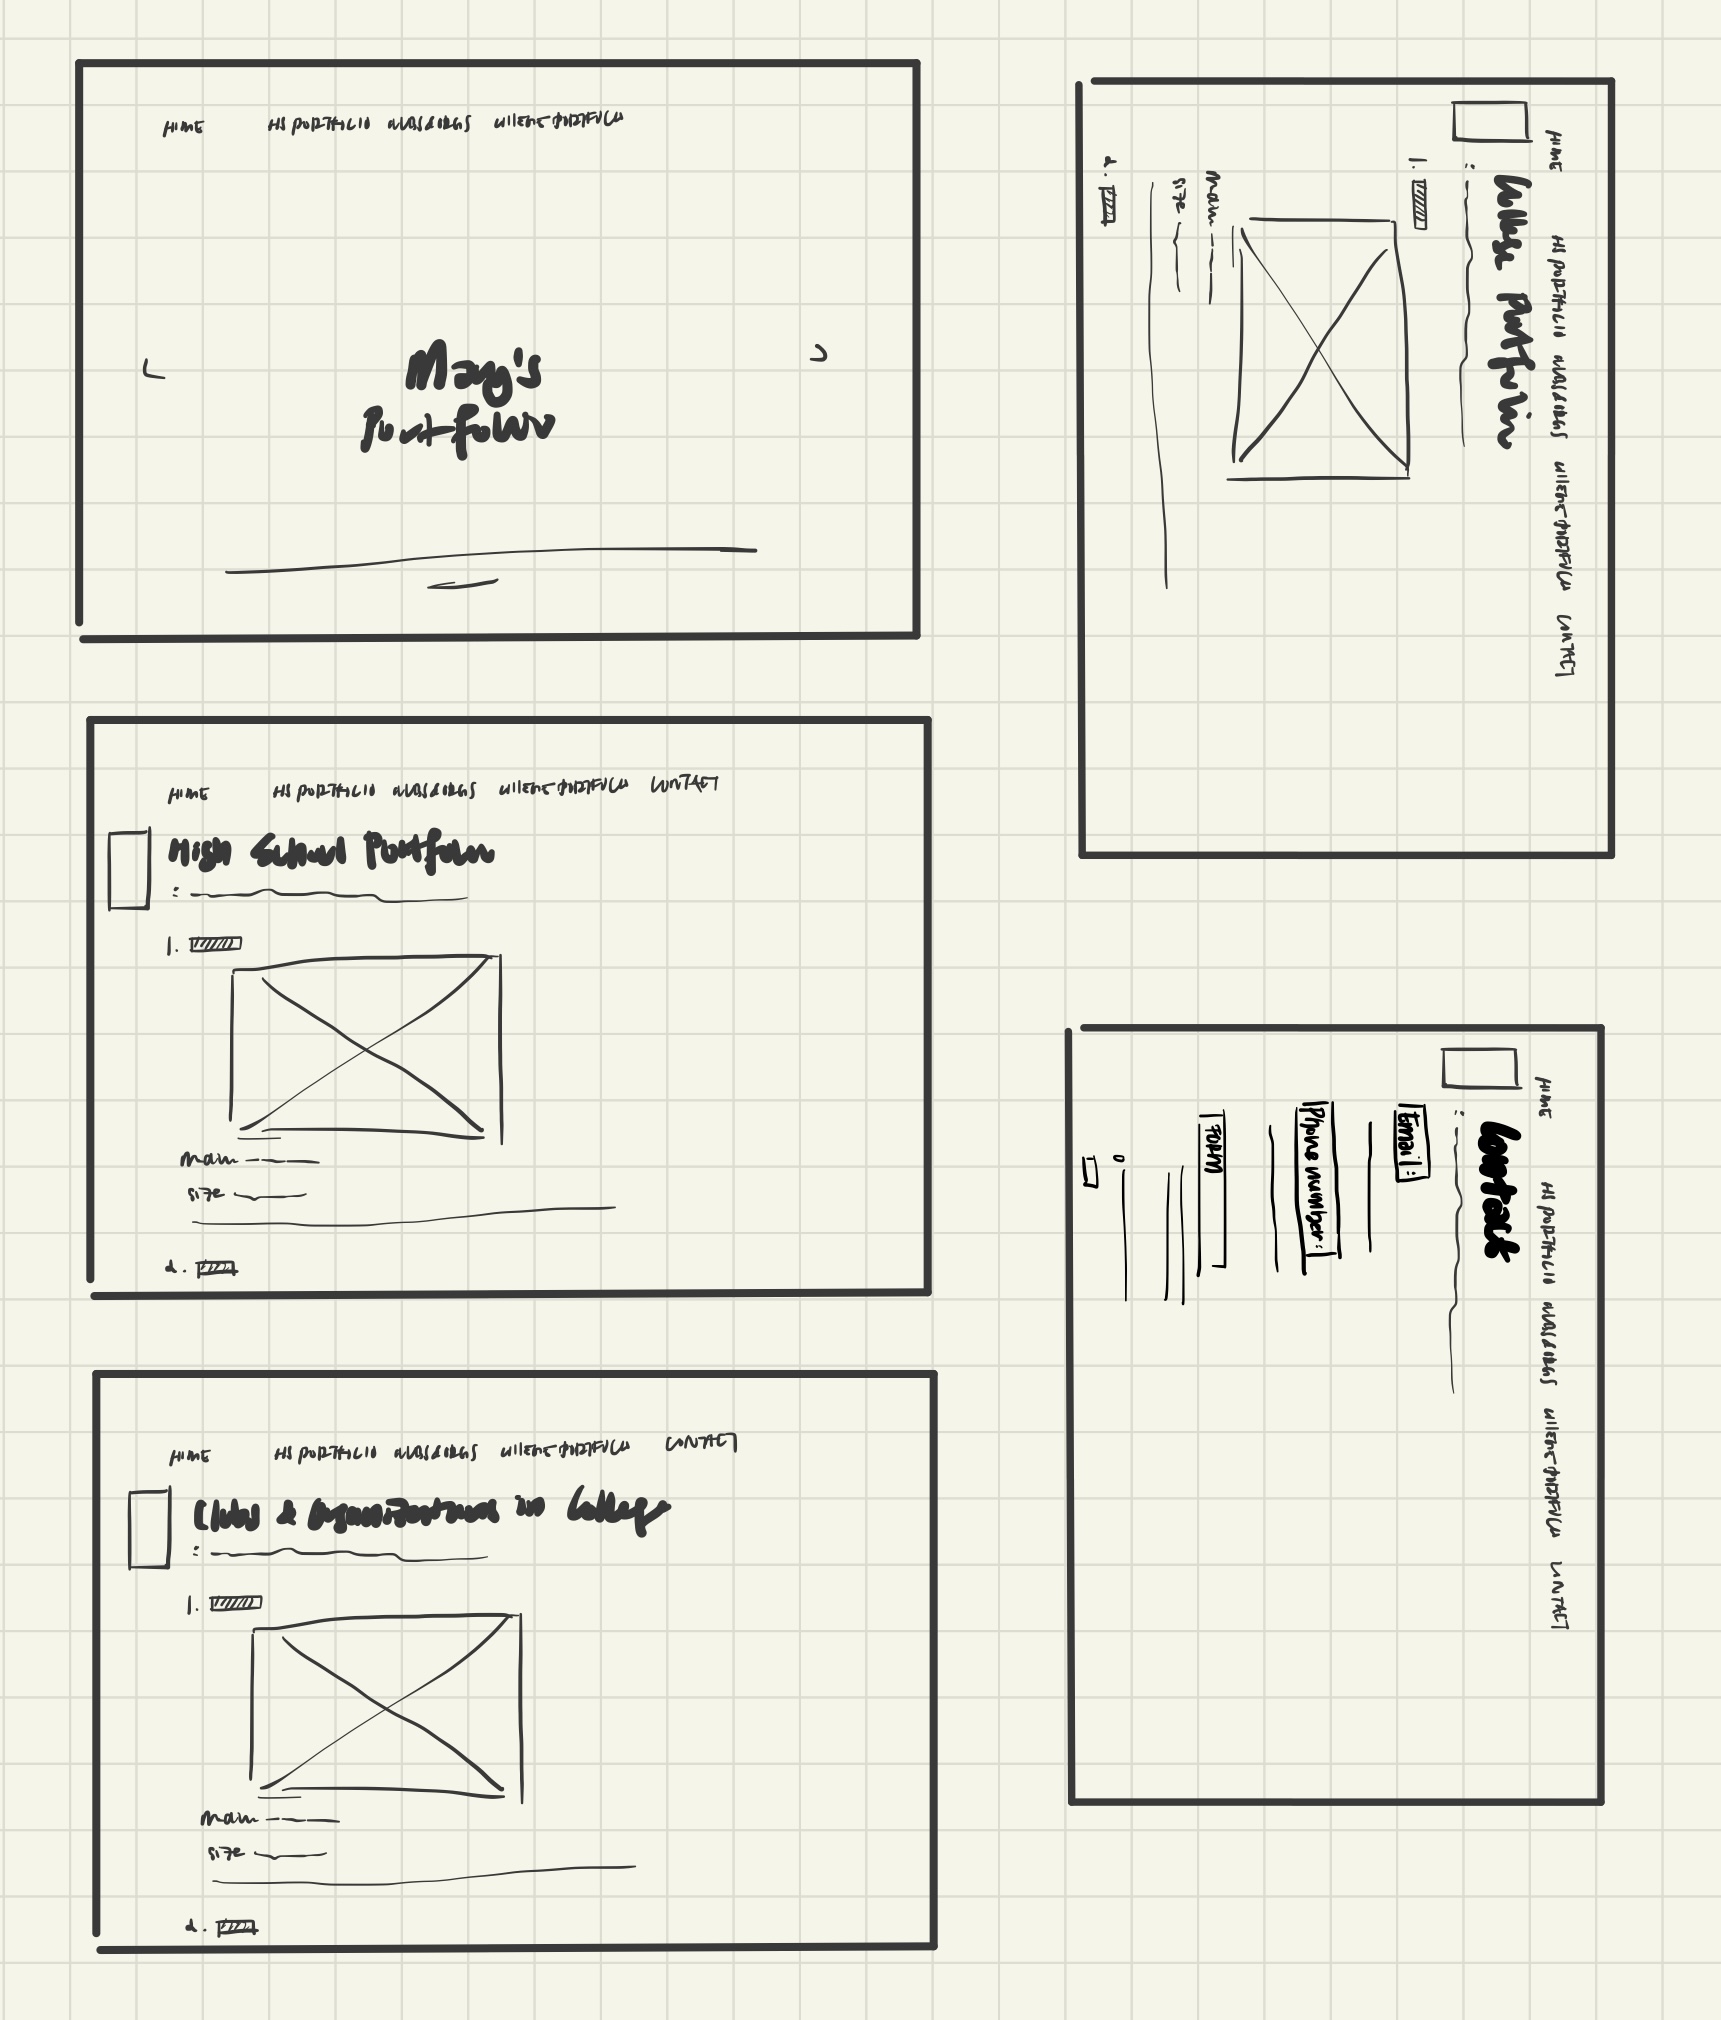 HOME HS PORTFOLIO CLUBS & ORGS COLLEGE PORTFOLIO
Mary's
Portfolio
HOME HS PORTFOLIO CLUBS & ORGS COLLEGE PORTFOLIO CONTACT
High School Portfolio
:
1.
main
size
2.
HOME HS PORTFOLIO CLUBS & ORGS COLLEGE PORTFOLIO CONTACT
Clubs & Organizations in College
:
1.
main
size
2.
HOME HS PORTFOLIO CLUBS & ORGS COLLEGE PORTFOLIO CONTACT
College Portfolio
:
1.
main
size
2.
HOME HS PORTFOLIO CLUBS & ORGS COLLEGE PORTFOLIO CONTACT
Contact
:
Email:
Phone number:
FORM